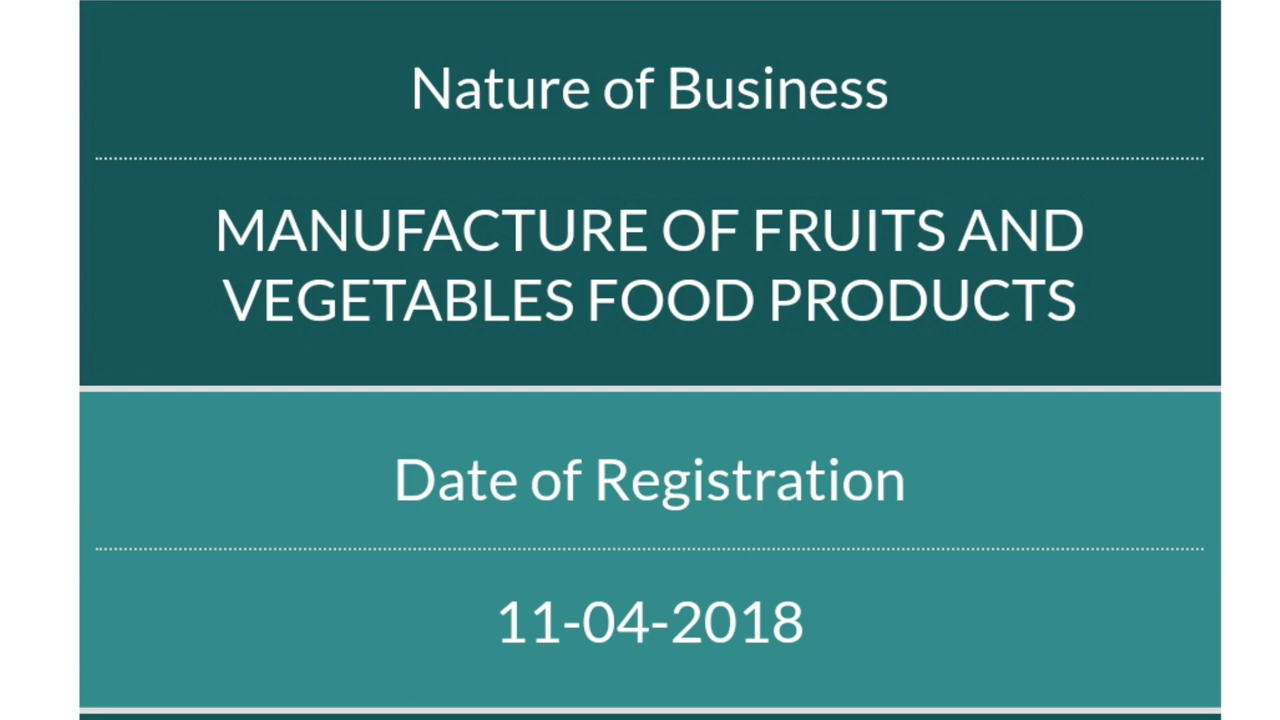 Nature of Business
MANUFACTURE OF FRUITS AND
VEGETABLES FOOD PRODUCTS
Date of Registration
11-04-2018